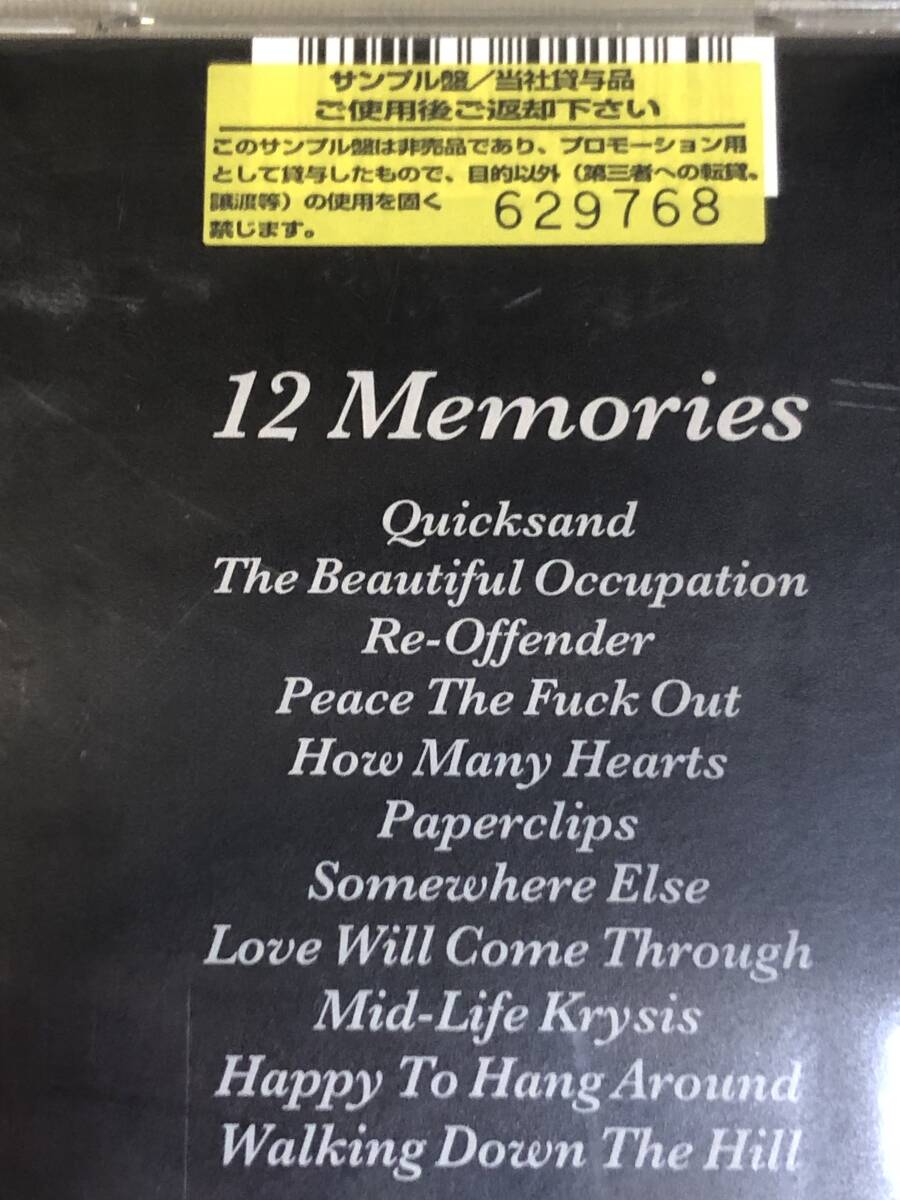 サンプル盤／当社貸与品
ご使用後ご返却下さい
このサンプル盤は非売品であり、プロモーション用
として貸与したもので、目的以外（第三者への転貸、
譲渡等）の使用を固く
禁じます。
629768
12 Memories
Quicksand
The Beautiful Occupation
Re-Offender
Peace The Fuck Out
How Many Hearts
Paperclips
Somewhere Else
Love Will Come Through
Mid-Life Krysis
Happy To Hang Around
Walking Down The Hill